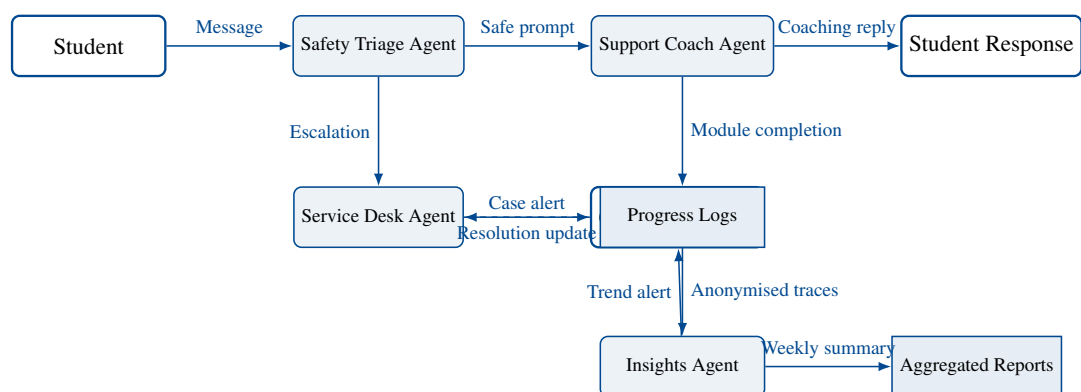 Student
Message
Safety Triage Agent
Safe prompt
Support Coach Agent
Coaching reply
Student Response
Escalation
Module completion
Service Desk Agent
Case alert
Resolution update
Progress Logs
Trend alert
Anonymised traces
Insights Agent
Weekly summary
Aggregated Reports